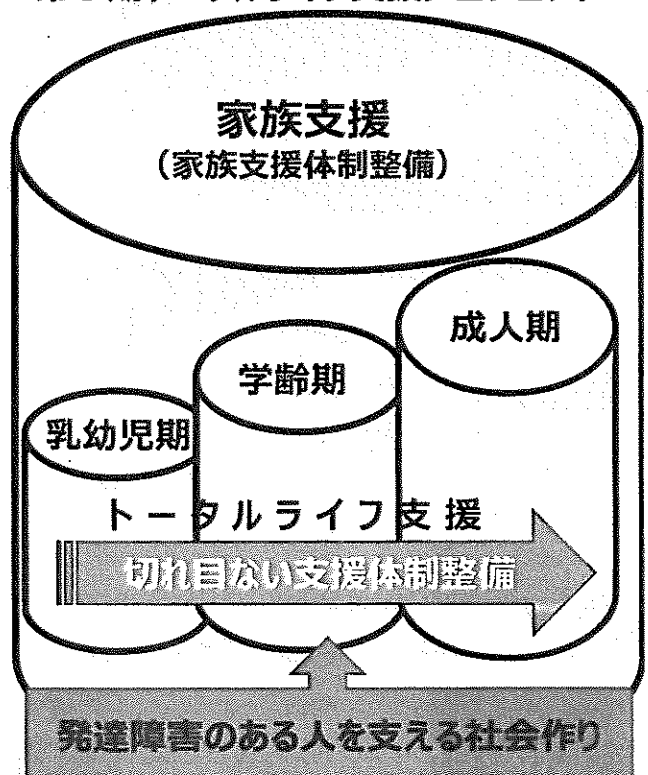 家族支援
（家族支援体制整備）
成人期
学齢期
乳幼児期
トータルライフ支援
切れ目ない支援体制整備
発達障害のある人を支える社会作り